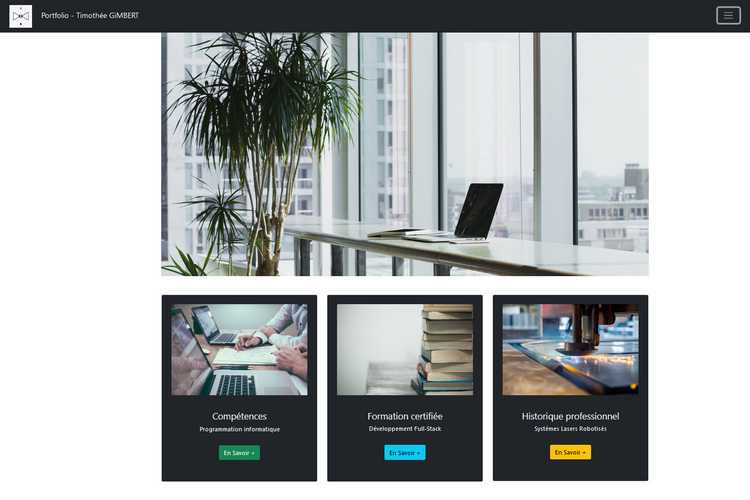 Portfolio - Timothée GiMBERT
Compétences
Programmation informatique
En Savoir +
Formation certifiée
Développement Full-Stack
En Savoir +
Historique professionnel
Systèmes Lasers Robotisés
En Savoir +